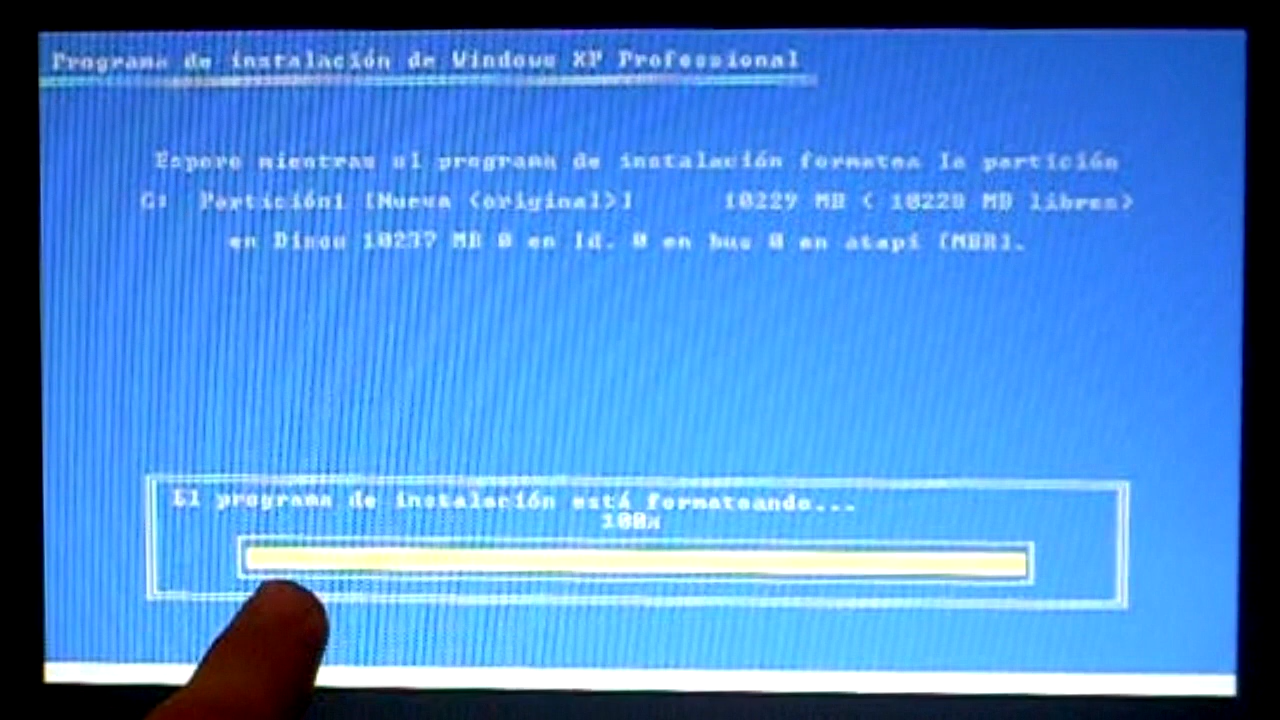 Programa de instalación de Windows XP Professional
Espere mientras el programa de instalación formatea la partición
C: Partición1 [Nueva <original>] 10229 MB ( 10228 MB libres)
en Disco 10237 MB 0 en Id. 0 en bus 0 en atapi [MBR].
El programa de instalación está formateando...
100%